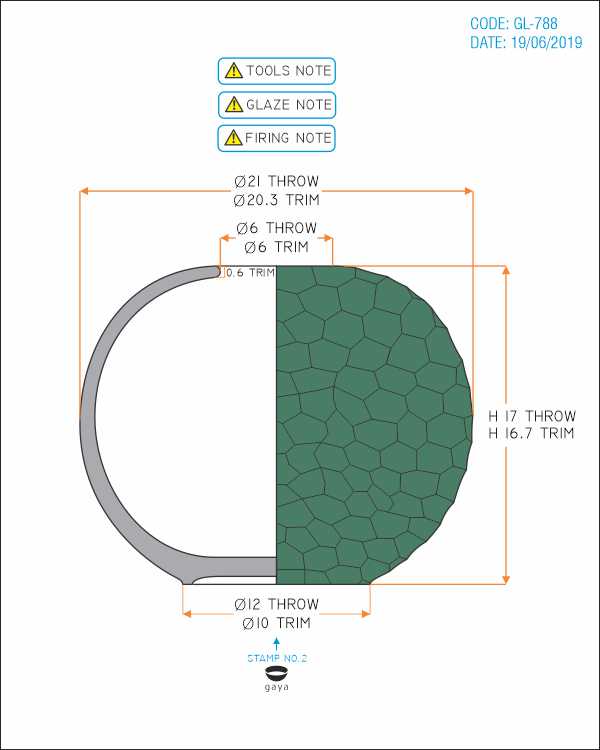 CODE: GL-788
DATE: 19/06/2019
TOOLS NOTE
GLAZE NOTE
FIRING NOTE
Ø21 THROW
Ø20.3 TRIM
Ø6 THROW
Ø6 TRIM
0.6 TRIM
H 17 THROW
H 16.7 TRIM
Ø12 THROW
Ø10 TRIM
STAMP NO.2
gaya